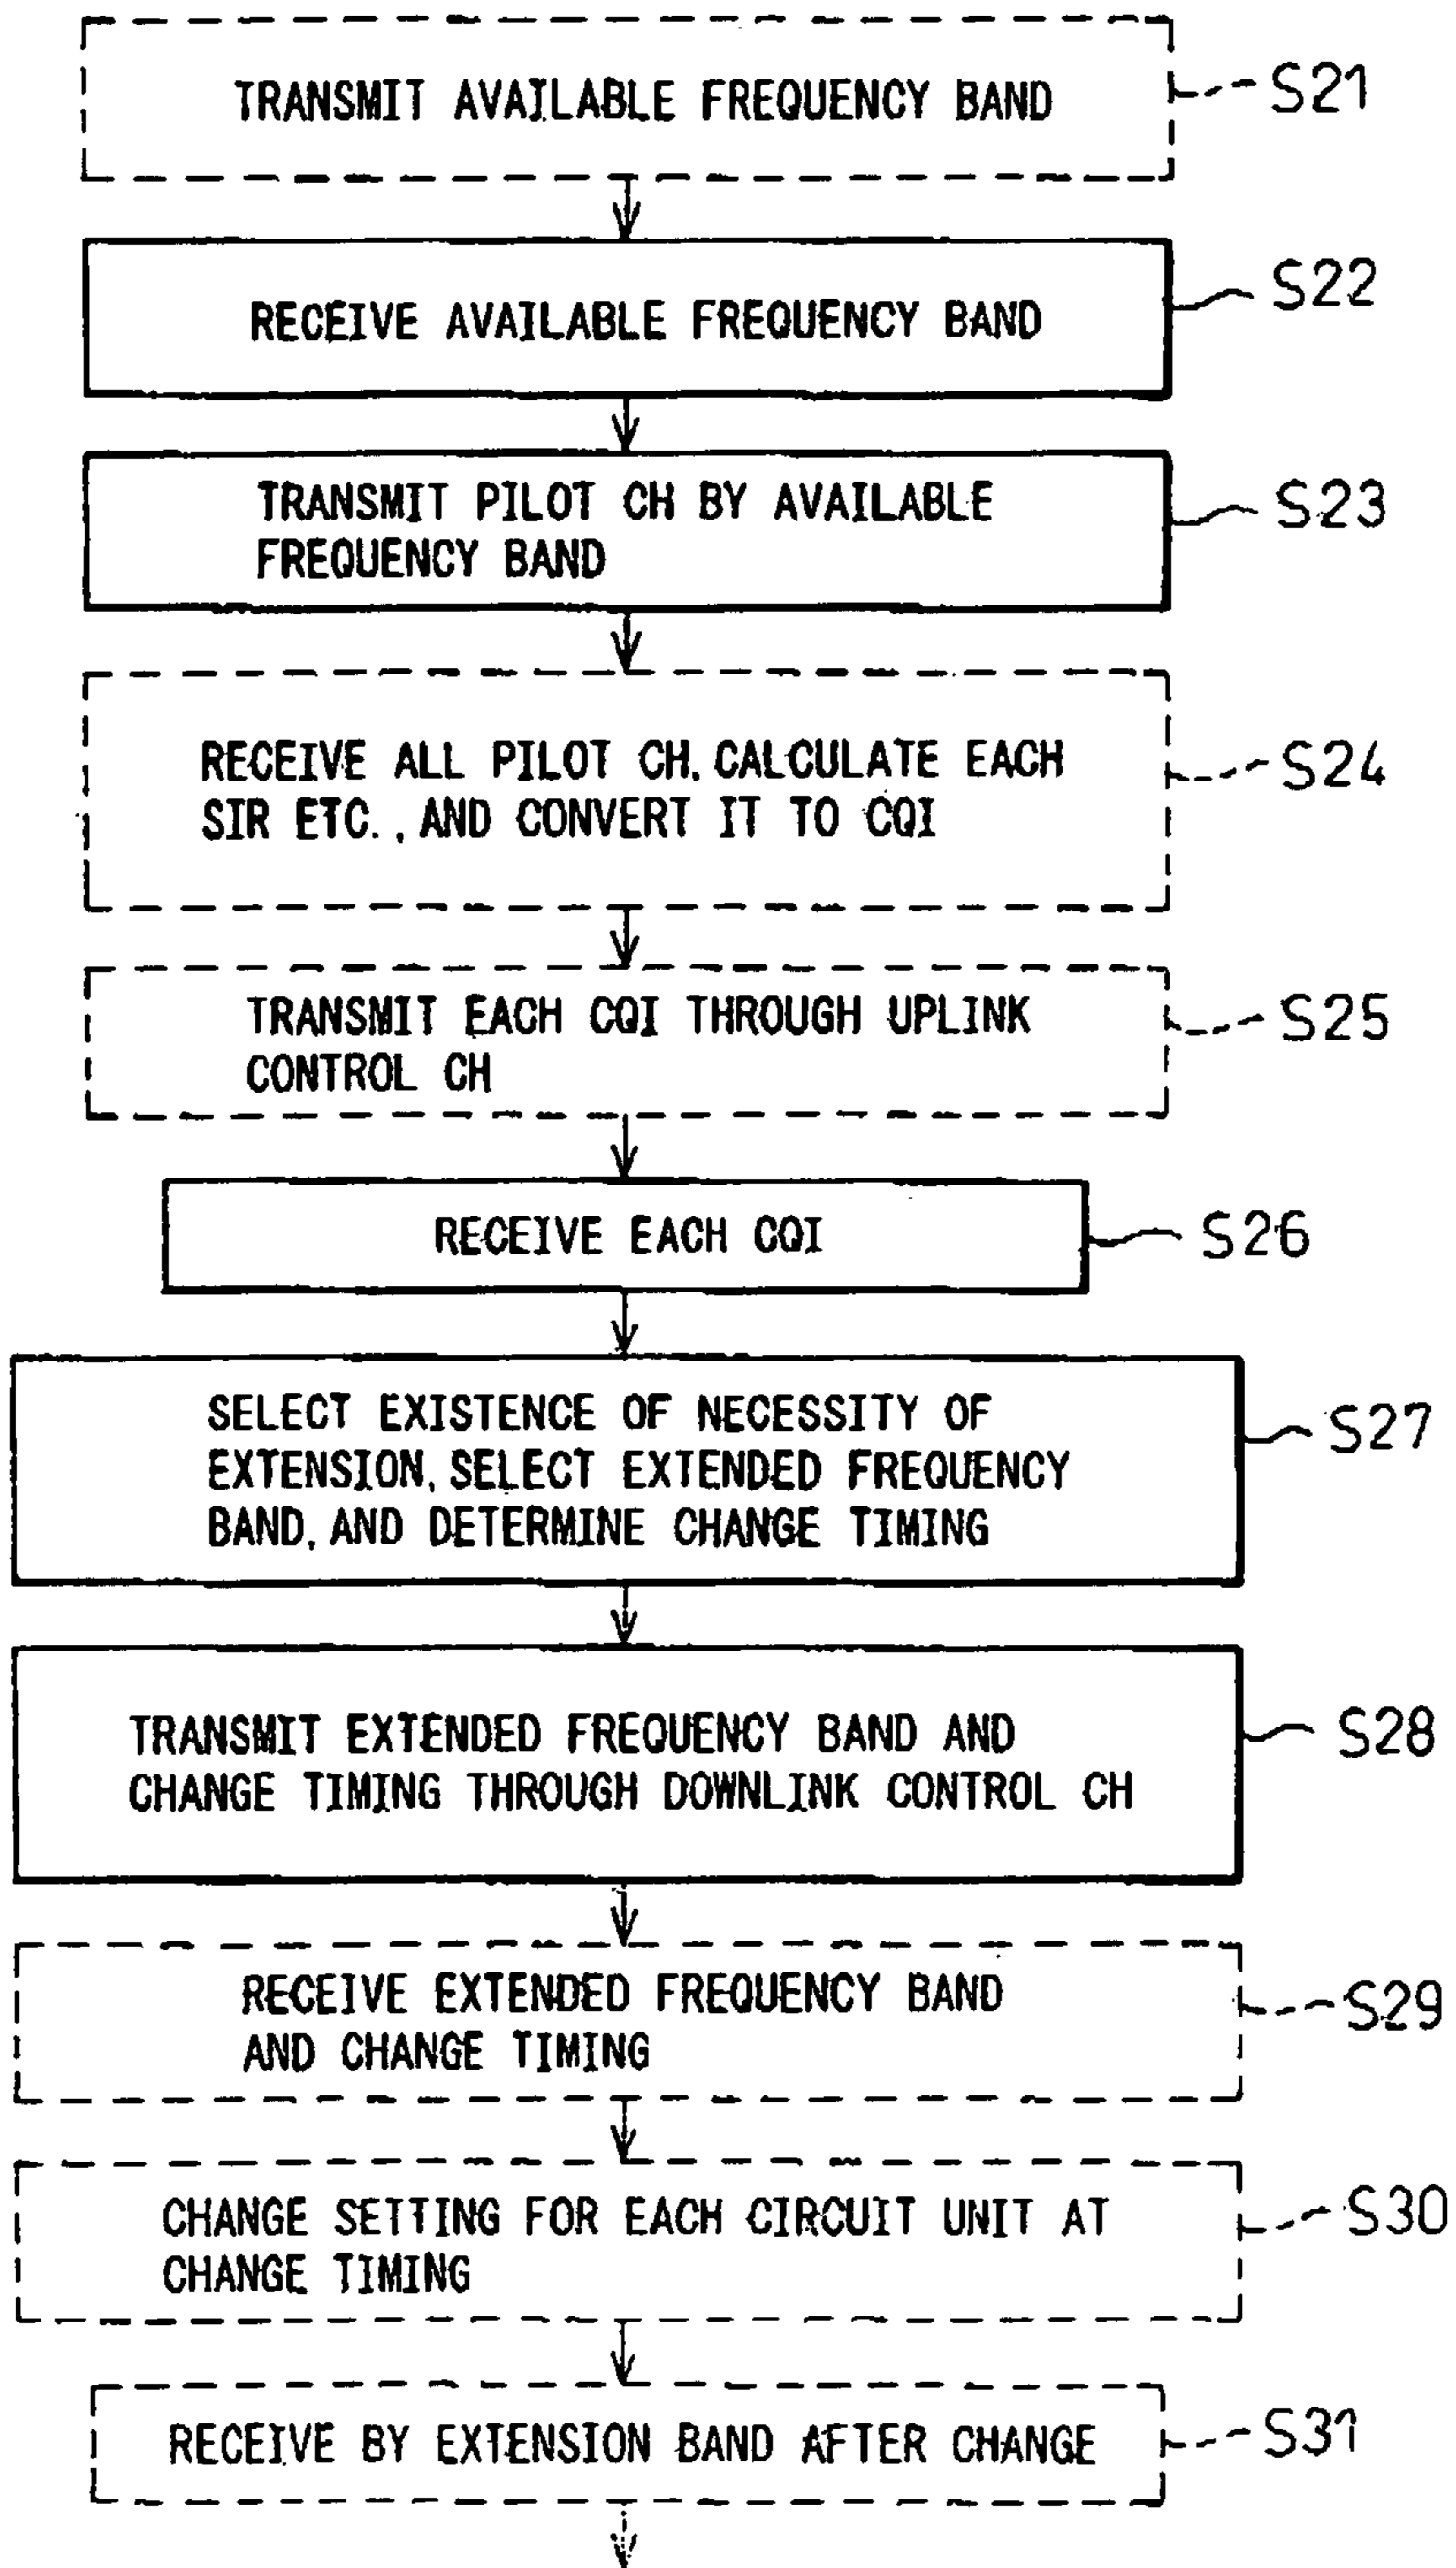 TRANSMIT AVAILABLE FREQUENCY BAND
S21
RECEIVE AVAILABLE FREQUENCY BAND
S22
TRANSMIT PILOT CH BY AVAILABLE
FREQUENCY BAND
S23
RECEIVE ALL PILOT CH, CALCULATE EACH
SIR ETC., AND CONVERT IT TO CQI
S24
TRANSMIT EACH CQI THROUGH UPLINK
CONTROL CH
S25
RECEIVE EACH CQI
S26
SELECT EXISTENCE OF NECESSITY OF
EXTENSION, SELECT EXTENDED FREQUENCY
BAND, AND DETERMINE CHANGE TIMING
S27
TRANSMIT EXTENDED FREQUENCY BAND AND
CHANGE TIMING THROUGH DOWNLINK CONTROL CH
S28
RECEIVE EXTENDED FREQUENCY BAND
AND CHANGE TIMING
S29
CHANGE SETTING FOR EACH CIRCUIT UNIT AT
CHANGE TIMING
S30
RECEIVE BY EXTENSION BAND AFTER CHANGE
S31